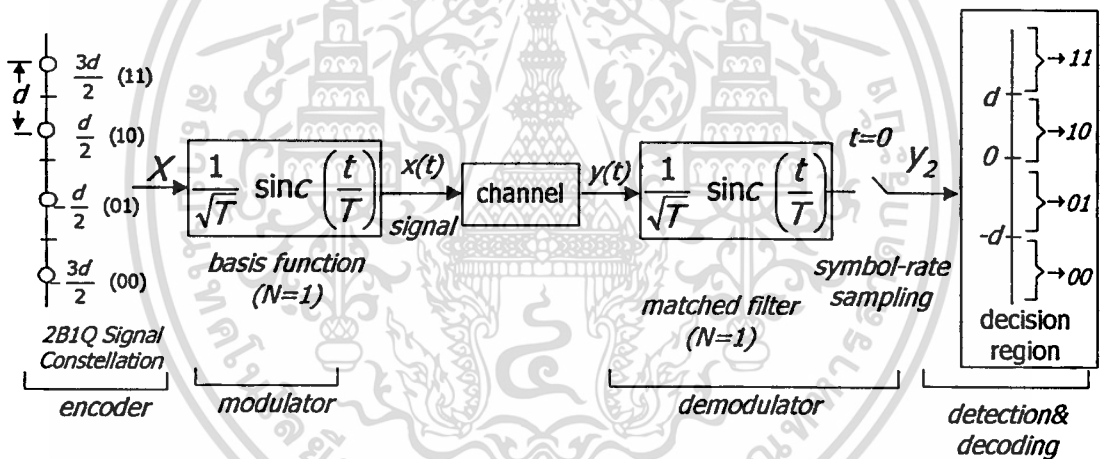 3d/2 (11)
d
d/2 (10)
-d/2 (01)
-3d/2 (00)
2B1Q Signal
Constellation
encoder
X
1/√T sinc (t/T)
basis function
(N=1)
modulator
x(t)
signal
channel
y(t)
1/√T sinc (t/T)
matched filter
(N=1)
demodulator
t=0
y2
symbol-rate
sampling
→11
d
→10
0
→01
-d
→00
decision
region
detection&
decoding